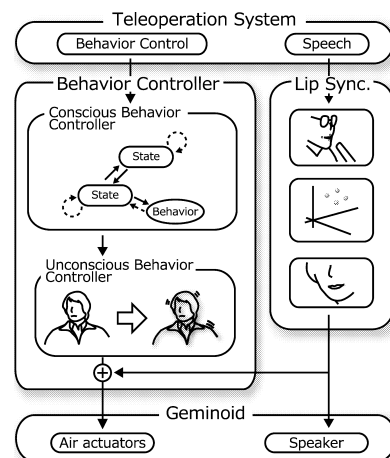 Teleoperation System
Behavior Control
Speech
Behavior Controller
Lip Sync.
Conscious Behavior
Controller
State
State
Behavior
Unconscious Behavior
Controller
Geminoid
Air actuators
Speaker